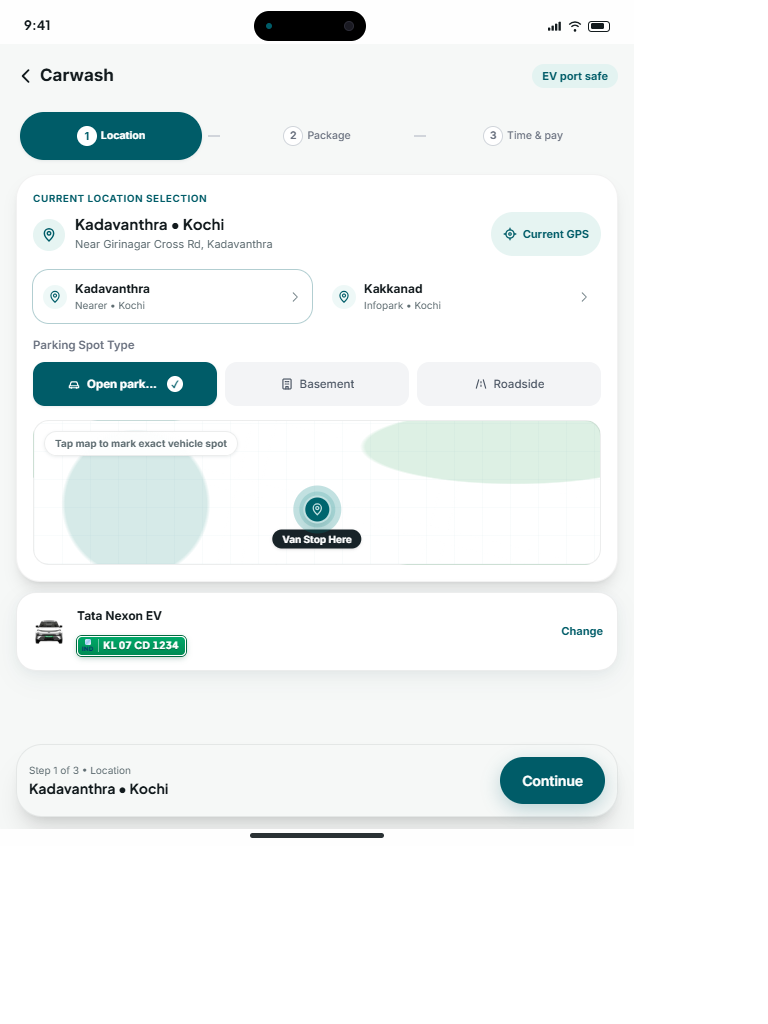 9:41
Carwash
EV port safe
1 Location
2 Package
3 Time & pay
CURRENT LOCATION SELECTION
Kadavanthra • Kochi
Near Girinagar Cross Rd, Kadavanthra
Current GPS
Kadavanthra
Nearer • Kochi
Kakkanad
Infopark • Kochi
Parking Spot Type
Open park...
Basement
Roadside
Tap map to mark exact vehicle spot
Van Stop Here
Tata Nexon EV
IND KL 07 CD 1234
Change
Step 1 of 3 • Location
Kadavanthra • Kochi
Continue